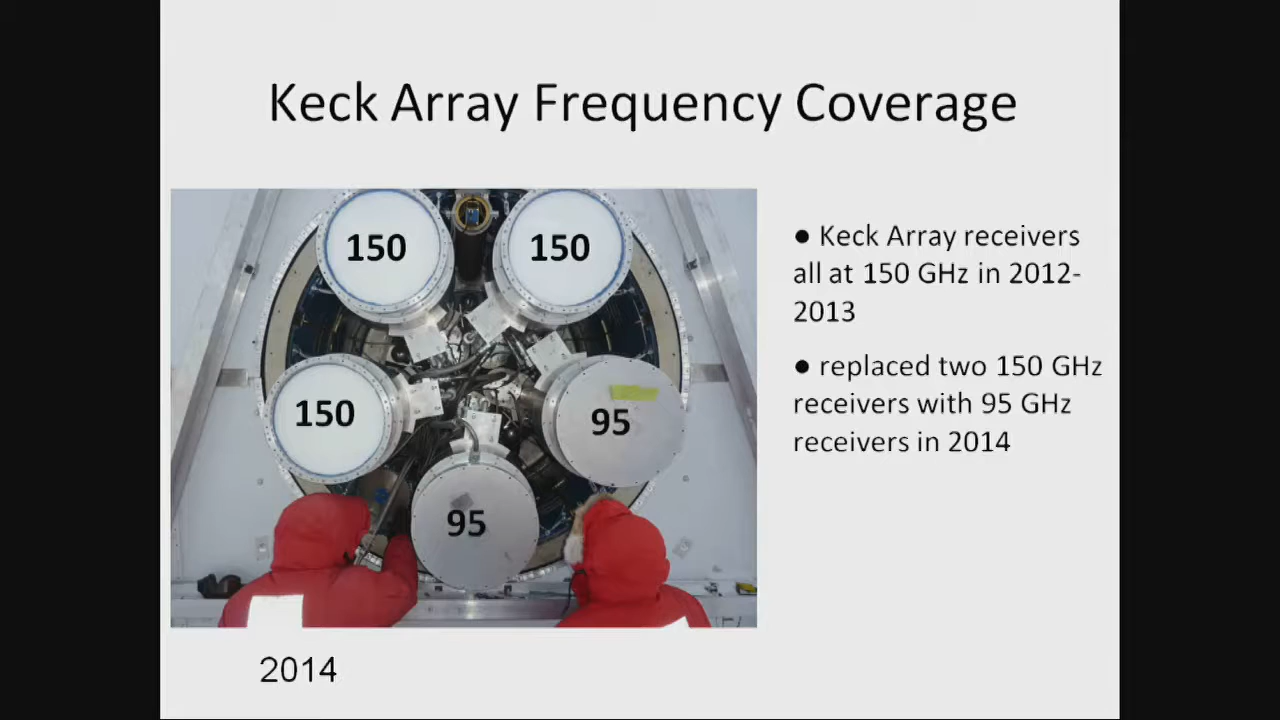 Keck Array Frequency Coverage
150 150
150 95
95
● Keck Array receivers
all at 150 GHz in 2012-
2013
● replaced two 150 GHz
receivers with 95 GHz
receivers in 2014
2014